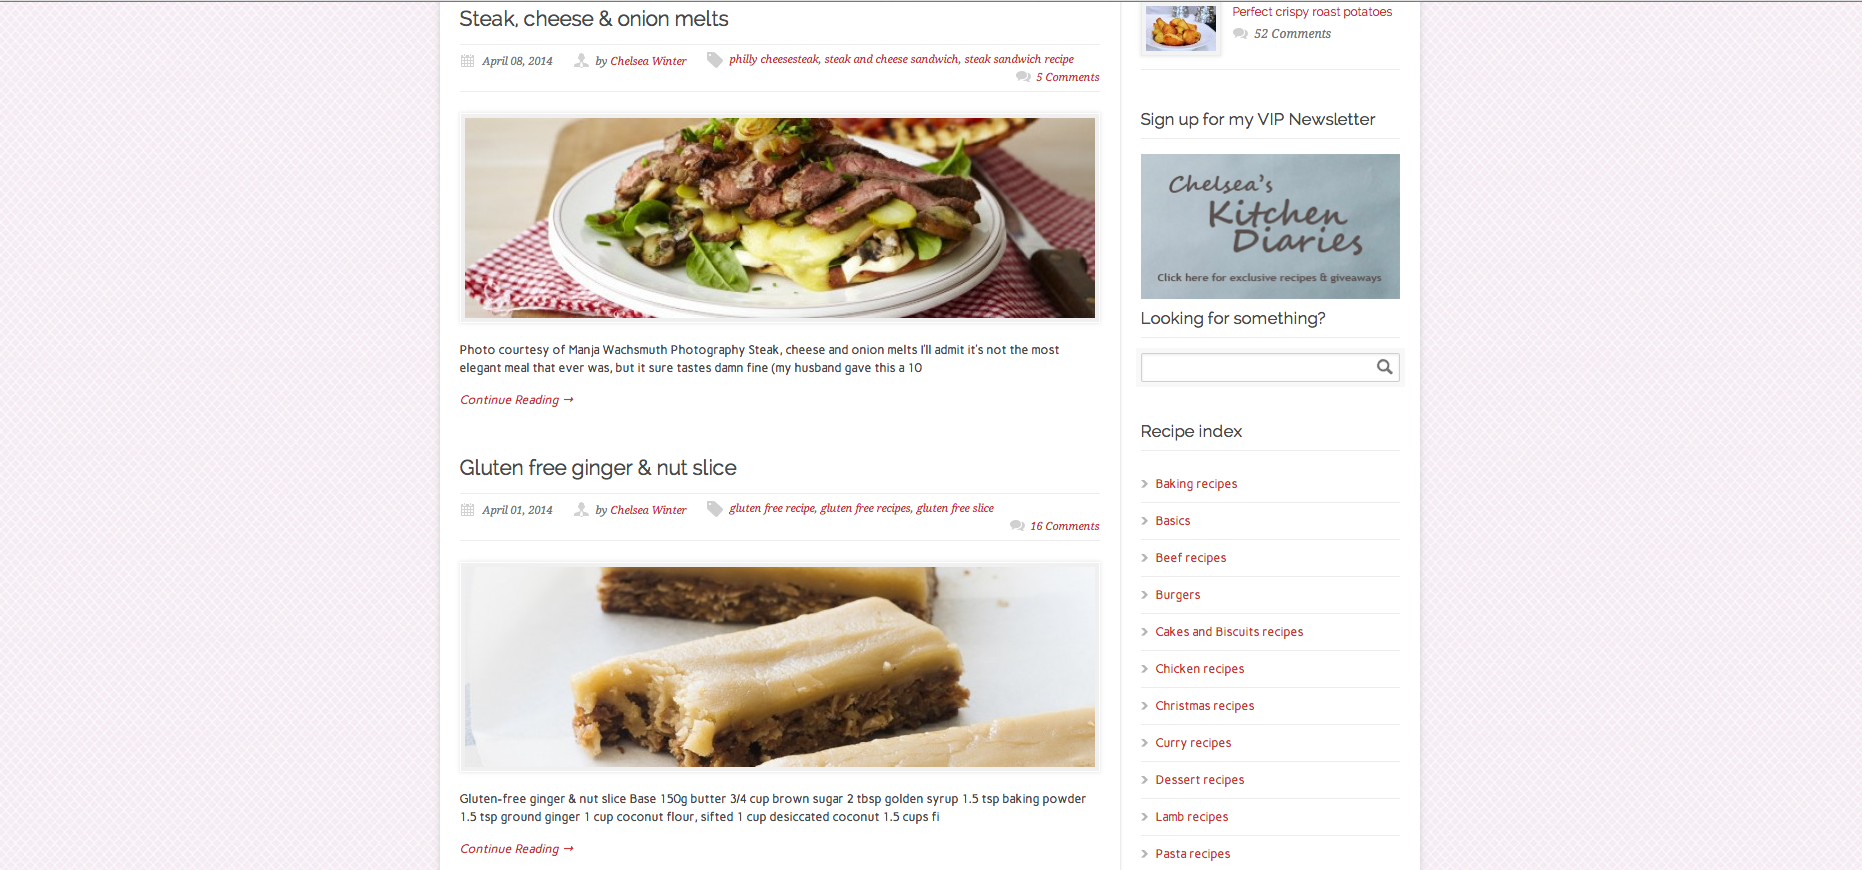 Steak, cheese & onion melts
April 08, 2014
by Chelsea Winter
philly cheesesteak, steak and cheese sandwich, steak sandwich recipe
5 Comments
Photo courtesy of Manja Wachsmuth Photography Steak, cheese and onion melts I'll admit it's not the most
elegant meal that ever was, but it sure tastes damn fine (my husband gave this a 10
Continue Reading →
Gluten free ginger & nut slice
April 01, 2014
by Chelsea Winter
gluten free recipe, gluten free recipes, gluten free slice
16 Comments
Gluten-free ginger & nut slice Base 150g butter 3/4 cup brown sugar 2 tbsp golden syrup 1.5 tsp baking powder
1.5 tsp ground ginger 1 cup coconut flour, sifted 1 cup desiccated coconut 1.5 cups fi
Continue Reading →
Perfect crispy roast potatoes
52 Comments
Sign up for my VIP Newsletter
Chelsea's
Kitchen
Diaries
Click here for exclusive recipes & giveaways
Looking for something?
Recipe index
Baking recipes
Basics
Beef recipes
Burgers
Cakes and Biscuits recipes
Chicken recipes
Christmas recipes
Curry recipes
Dessert recipes
Lamb recipes
Pasta recipes